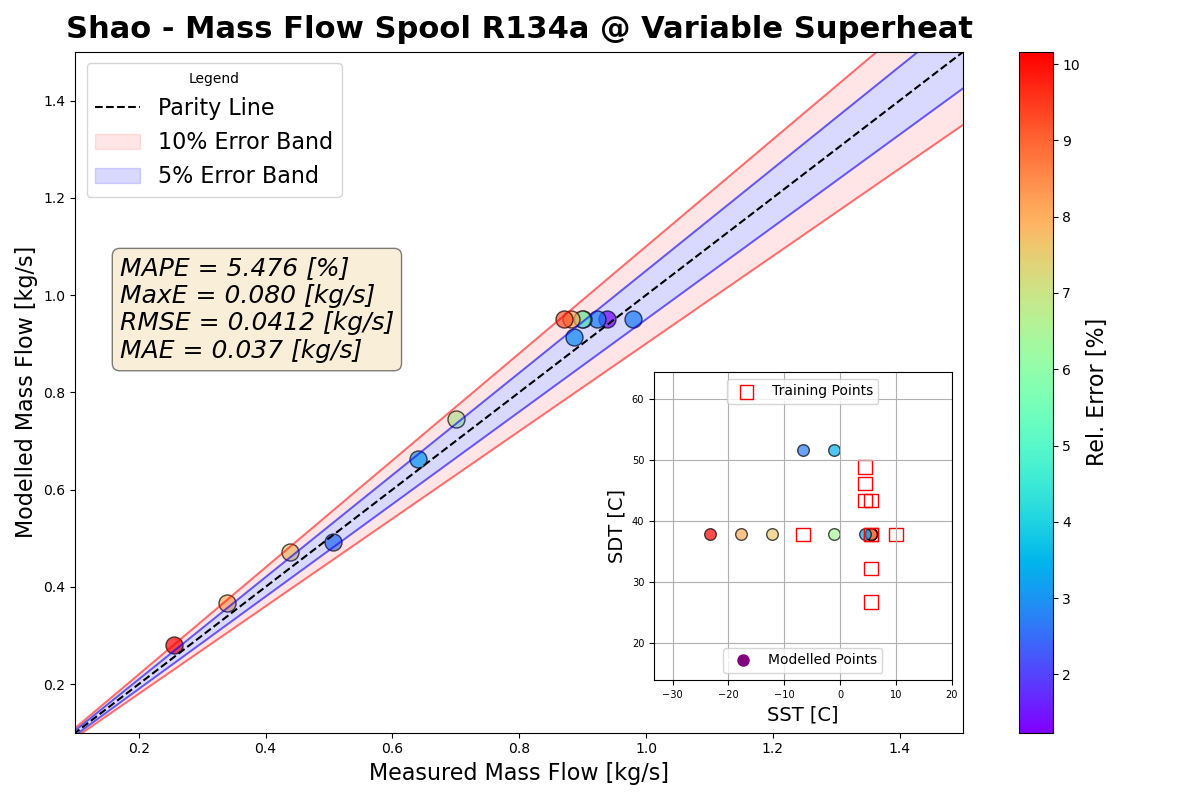 Shao - Mass Flow Spool R134a @ Variable Superheat
Legend
Parity Line
10% Error Band
5% Error Band
MAPE = 5.476 [%]
MaxE = 0.080 [kg/s]
RMSE = 0.0412 [kg/s]
MAE = 0.037 [kg/s]
Modelled Mass Flow [kg/s]
1.4
1.2
1.0
0.8
0.6
0.4
0.2
0.2
0.4
0.6
0.8
1.0
1.2
1.4
Measured Mass Flow [kg/s]
Training Points
Modelled Points
SDT [C]
60
50
40
30
20
−30
−20
−10
0
10
20
SST [C]
10
9
8
7
6
5
4
3
2
Rel. Error [%]